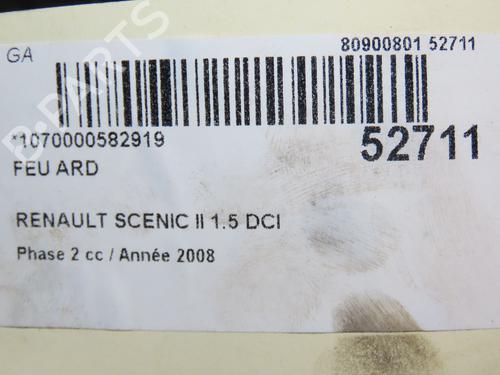 GA
80900801 52711
*1070000582919
52711
FEU ARD
RENAULT SCENIC II 1.5 DCI
Phase 2 cc / Année 2008
B-PARTS